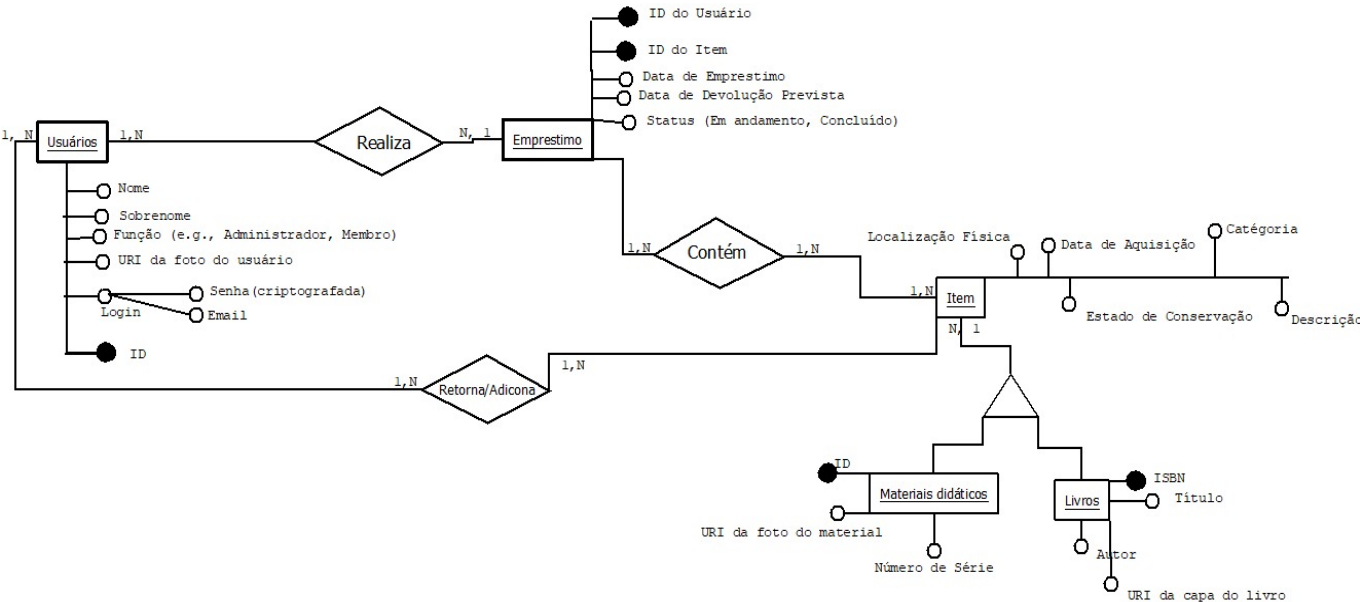 ID do Usuário
ID do Item
Data de Emprestimo
Data de Devolução Prevista
Status (Em andamento, Concluído)
1, N
Usuários
1,N
Realiza
N, 1
Emprestimo
Nome
Sobrenome
Função (e.g., Administrador, Membro)
URI da foto do usuário
Senha(criptografada)
Login
Email
ID
1,N
Contém
1,N
Localização Física
Data de Aquisição
Catégoria
1,N
Item
Estado de Conservação
Descrição
N, 1
1,N
Retorna/Adicona
1,N
ID
Materiais didáticos
URI da foto do material
Número de Série
ISBN
Livros
Título
Autor
URI da capa do livro